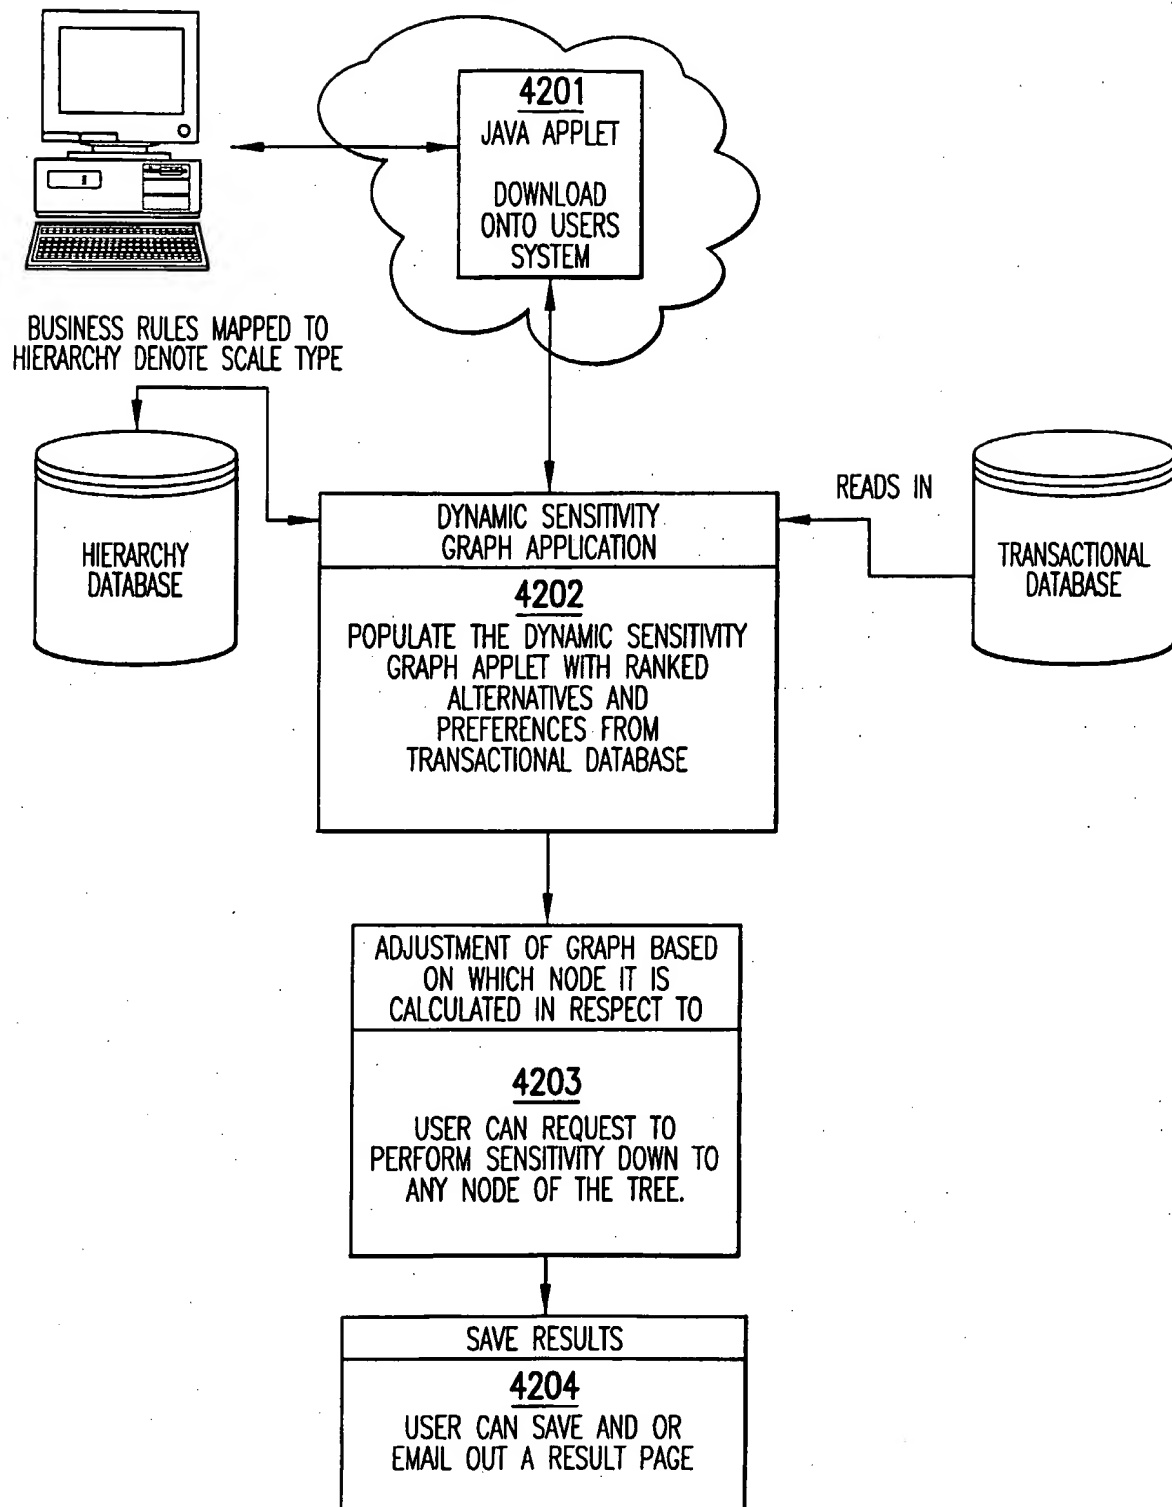 4201
JAVA APPLET
DOWNLOAD
ONTO USERS
SYSTEM
BUSINESS RULES MAPPED TO
HIERARCHY DENOTE SCALE TYPE
HIERARCHY
DATABASE
READS IN
TRANSACTIONAL
DATABASE
DYNAMIC SENSITIVITY
GRAPH APPLICATION
4202
POPULATE THE DYNAMIC SENSITIVITY
GRAPH APPLET WITH RANKED
ALTERNATIVES AND
PREFERENCES FROM
TRANSACTIONAL DATABASE
ADJUSTMENT OF GRAPH BASED
ON WHICH NODE IT IS
CALCULATED IN RESPECT TO
4203
USER CAN REQUEST TO
PERFORM SENSITIVITY DOWN TO
ANY NODE OF THE TREE.
SAVE RESULTS
4204
USER CAN SAVE AND OR
EMAIL OUT A RESULT PAGE